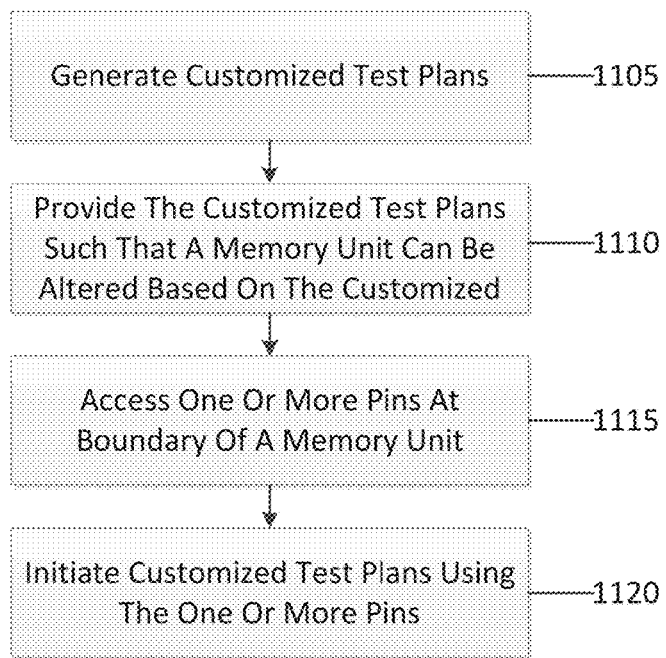 Generate Customized Test Plans
1105
Provide The Customized Test Plans
Such That A Memory Unit Can Be
Altered Based On The Customized
1110
Access One Or More Pins At
Boundary Of A Memory Unit
1115
Initiate Customized Test Plans Using
The One Or More Pins
1120